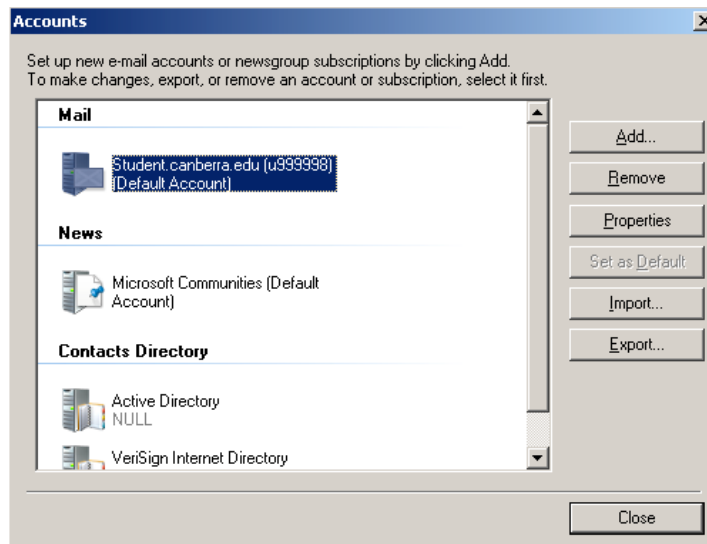 Accounts
Set up new e-mail accounts or newsgroup subscriptions by clicking Add.
To make changes, export, or remove an account or subscription, select it first.
Mail
Student.canberra.edu (u999998)
(Default Account)
News
Microsoft Communities (Default
Account)
Contacts Directory
Active Directory
NULL
VeriSign Internet Directory
Add...
Remove
Properties
Set as Default
Import...
Export...
Close